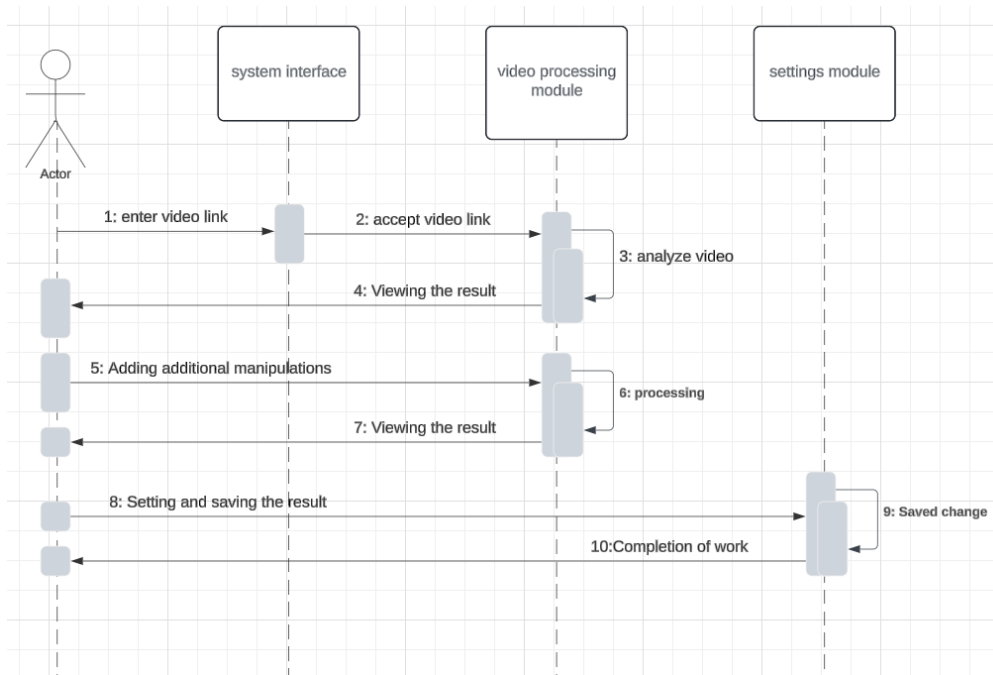 system interface
video processing
module
settings module
Actor
1: enter video link
2: accept video link
3: analyze video
4: Viewing the result
5: Adding additional manipulations
6: processing
7: Viewing the result
8: Setting and saving the result
9: Saved change
10:Completion of work